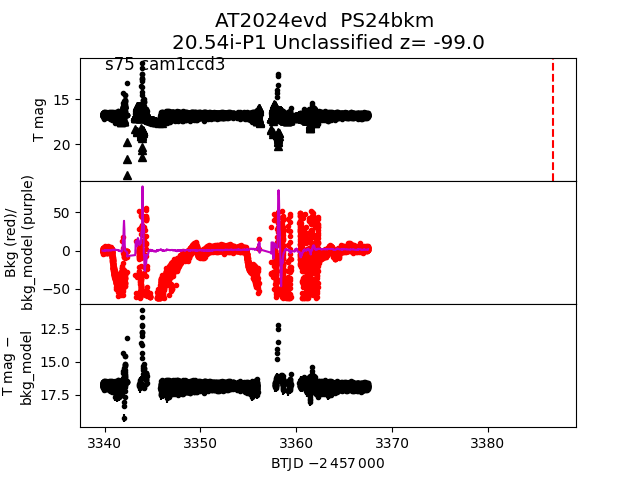 AT2024evd  PS24bkm
20.54i-P1 Unclassified z= -99.0
s75 cam1ccd3
T mag
15
20
Bkg (red)/
bkg_model (purple)
50
0
−50
T mag −
bkg_model
12.5
15.0
17.5
3340 3350 3360 3370 3380
BTJD −2 457 000